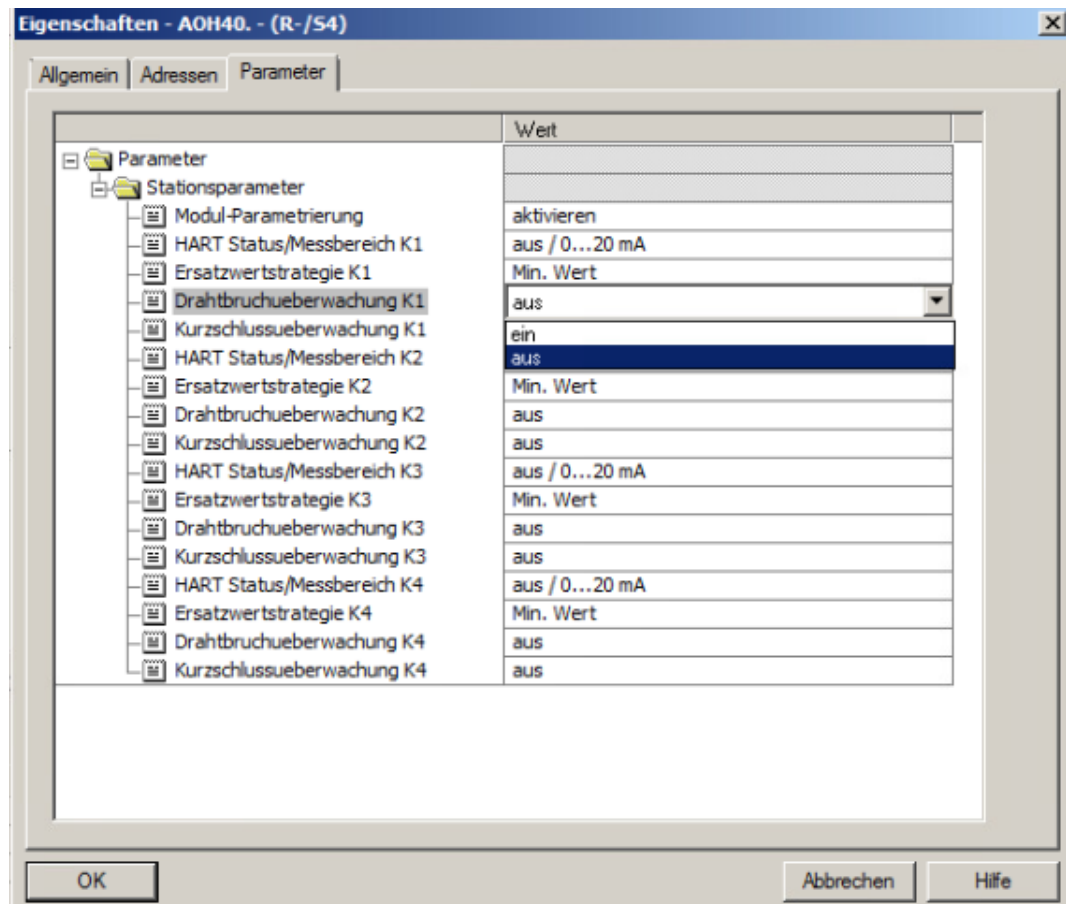 Eigenschaften - AOH40. - (R-/S4)
Allgemein Adressen Parameter
Wert
Parameter
Stationsparameter
Modul-Parametrierung aktivieren
HART Status/Messbereich K1 aus / 0...20 mA
Ersatzwertstrategie K1 Min. Wert
Drahtbruchueberwachung K1 aus
Kurzschlussueberwachung K1 ein
HART Status/Messbereich K2 aus
Ersatzwertstrategie K2 Min. Wert
Drahtbruchueberwachung K2 aus
Kurzschlussueberwachung K2 aus
HART Status/Messbereich K3 aus / 0...20 mA
Ersatzwertstrategie K3 Min. Wert
Drahtbruchueberwachung K3 aus
Kurzschlussueberwachung K3 aus
HART Status/Messbereich K4 aus / 0...20 mA
Ersatzwertstrategie K4 Min. Wert
Drahtbruchueberwachung K4 aus
Kurzschlussueberwachung K4 aus
OK Abbrechen Hilfe